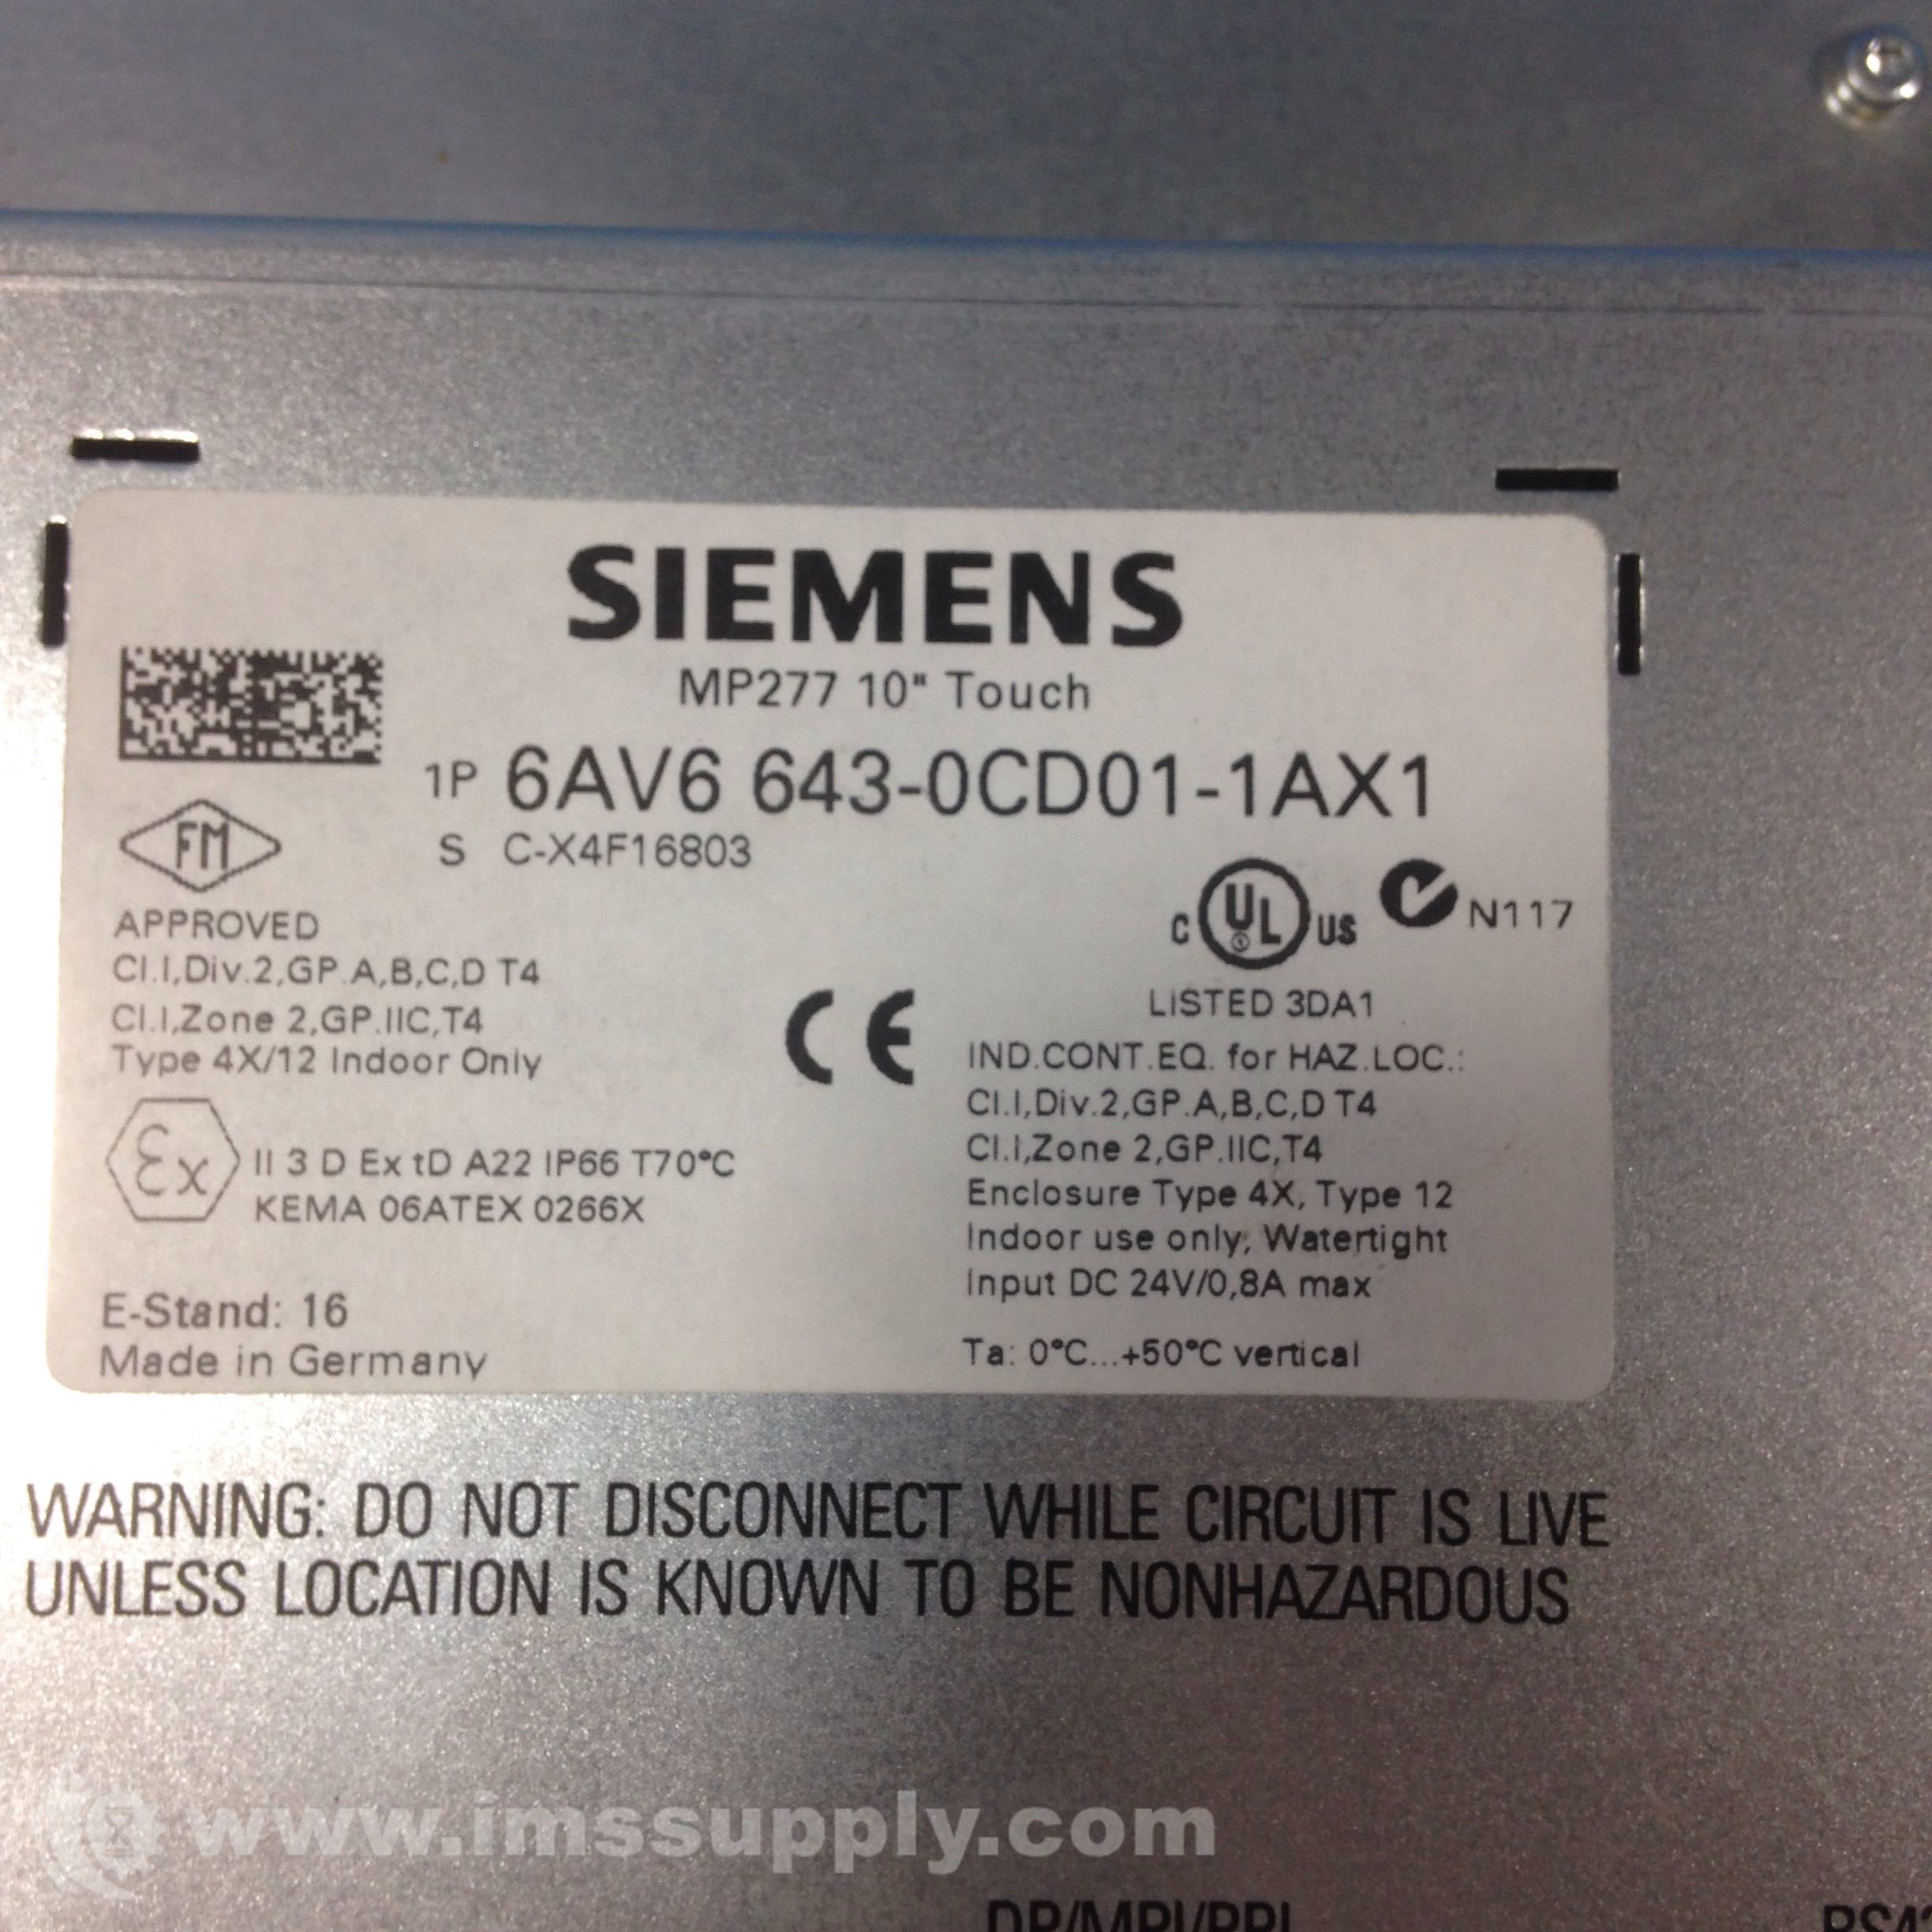 SIEMENS
MP277 10" Touch
1P 6AV6 643-0CD01-1AX1
S C-X4F16803
FM
APPROVED
Cl.I,Div.2,GP.A,B,C,D T4
Cl.I,Zone 2,GP.IIC,T4
Type 4X/12 Indoor Only
Ex II 3 D Ex tD A22 IP66 T70°C
KEMA 06ATEX 0266X
E-Stand: 16
Made in Germany
CE
C UL US N117
LISTED 3DA1
IND.CONT.EQ. for HAZ.LOC.:
Cl.I,Div.2,GP.A,B,C,D T4
Cl.I,Zone 2,GP.IIC,T4
Enclosure Type 4X, Type 12
Indoor use only, Watertight
Input DC 24V/0,8A max
Ta: 0°C...+50°C vertical
WARNING: DO NOT DISCONNECT WHILE CIRCUIT IS LIVE
UNLESS LOCATION IS KNOWN TO BE NONHAZARDOUS
www.imssupply.com
DP/MPI/PPI